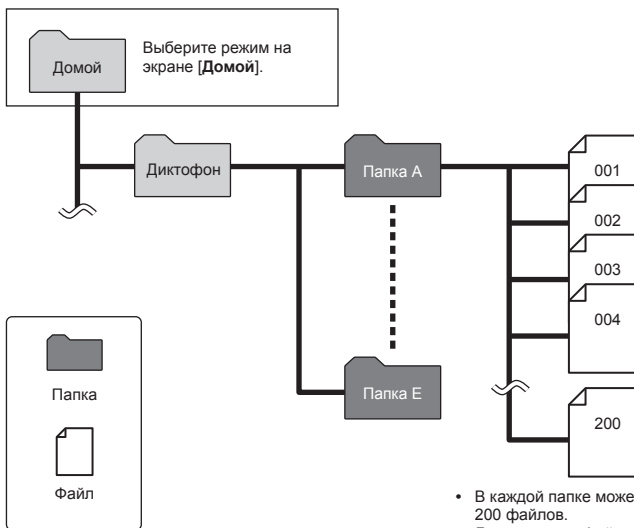 Домой
Выберите режим на
экране [Домой].
Диктофон
Папка A
001
002
003
004
Папка E
200
Папка
Файл
• В каждой папке може
200 файлов.